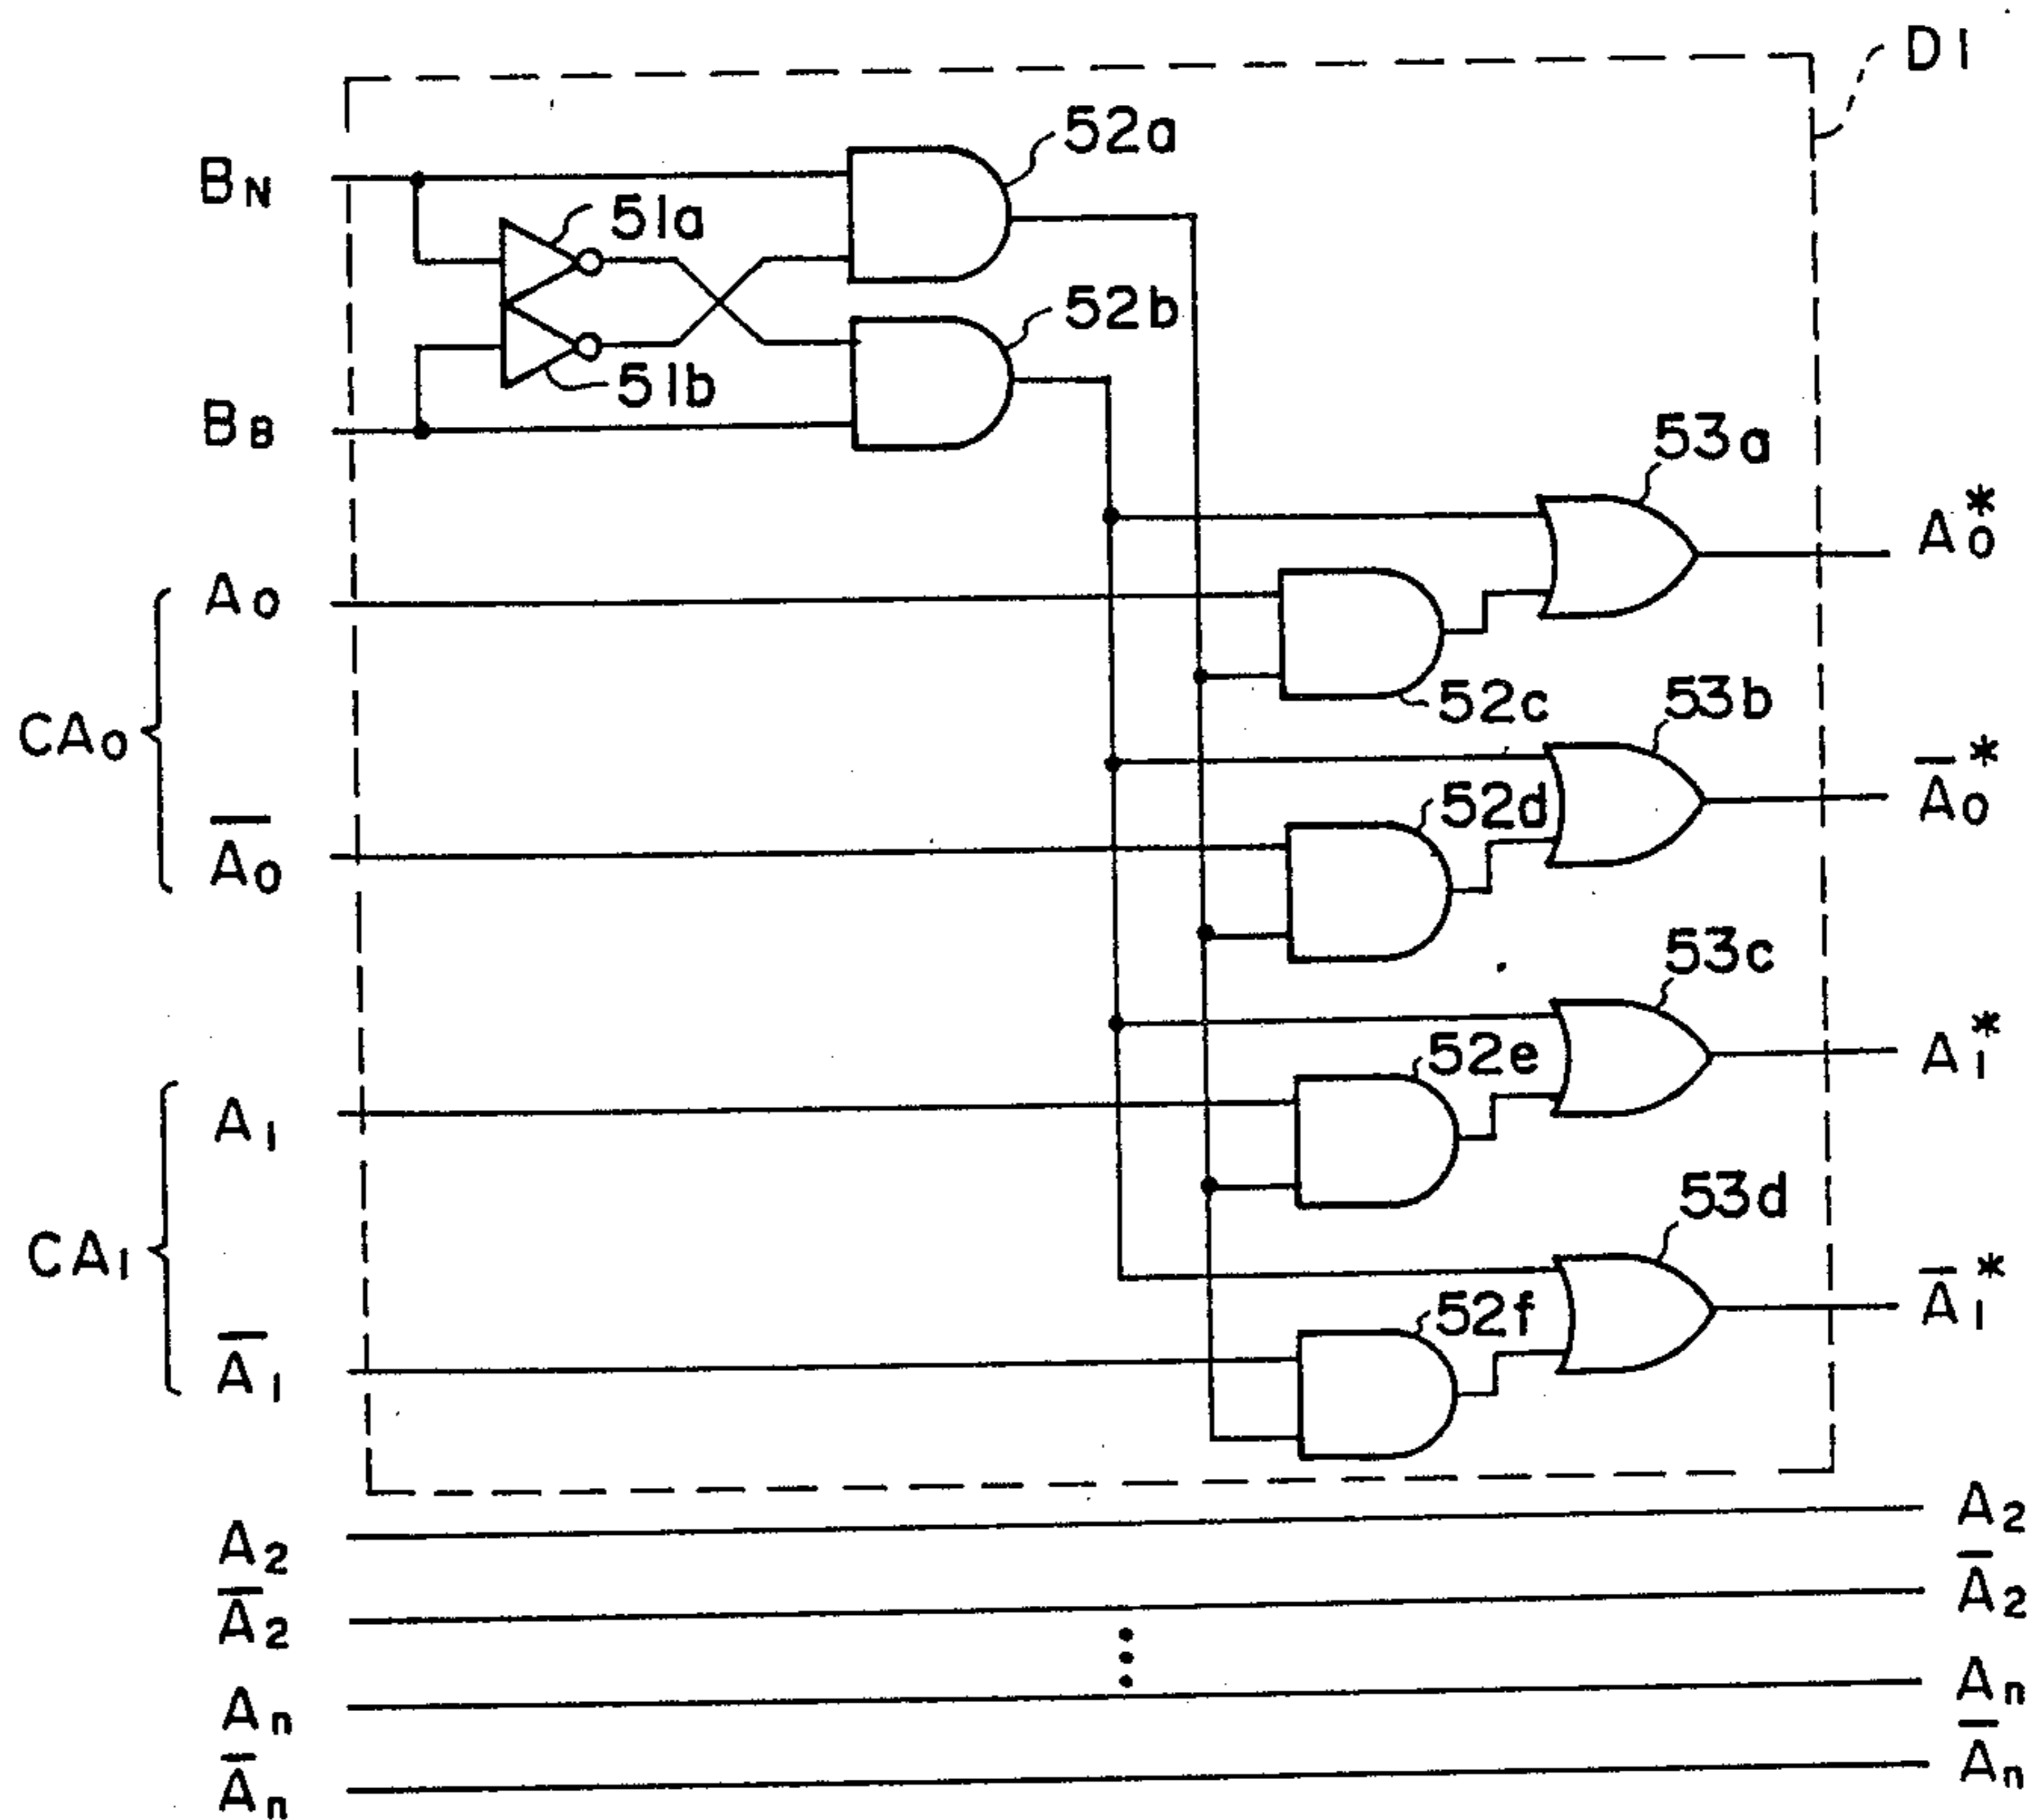 D1
52a
BN
51a
52b
51b
BB
53a
A0*
A0
52c
53b
CA0
A̅0*
52d
A̅0
53c
52e
A1*
A1
53d
CA1
A̅1*
52f
A̅1
A2
A2
A̅2
A̅2
An
An
A̅n
A̅n